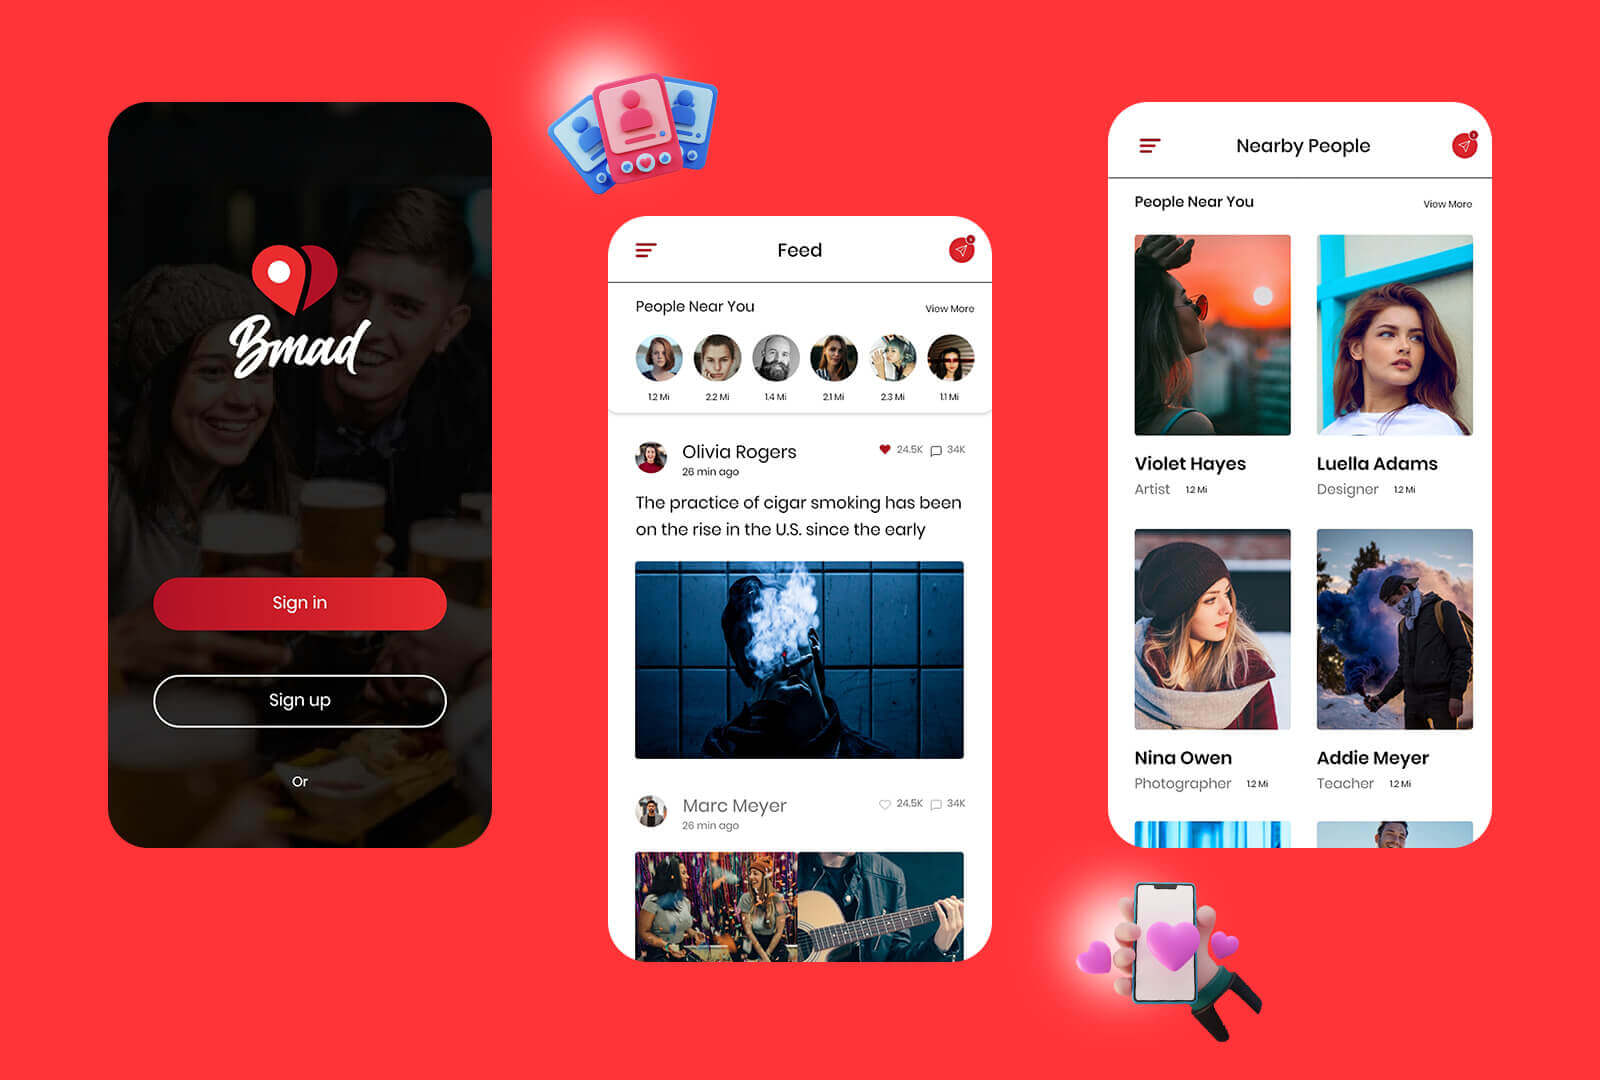 Bmad
Sign in
Sign up
Or
Feed
People Near You
View More
1.2 Mi
2.2 Mi
1.4 Mi
2.1 Mi
2.3 Mi
1.1 Mi
Olivia Rogers
24.5K
34K
26 min ago
The practice of cigar smoking has been
on the rise in the U.S. since the early
Marc Meyer
24.5K
34K
26 min ago
Nearby People
People Near You
View More
Violet Hayes
Artist 1.2 Mi
Luella Adams
Designer 1.2 Mi
Nina Owen
Photographer 1.2 Mi
Addie Meyer
Teacher 1.2 Mi